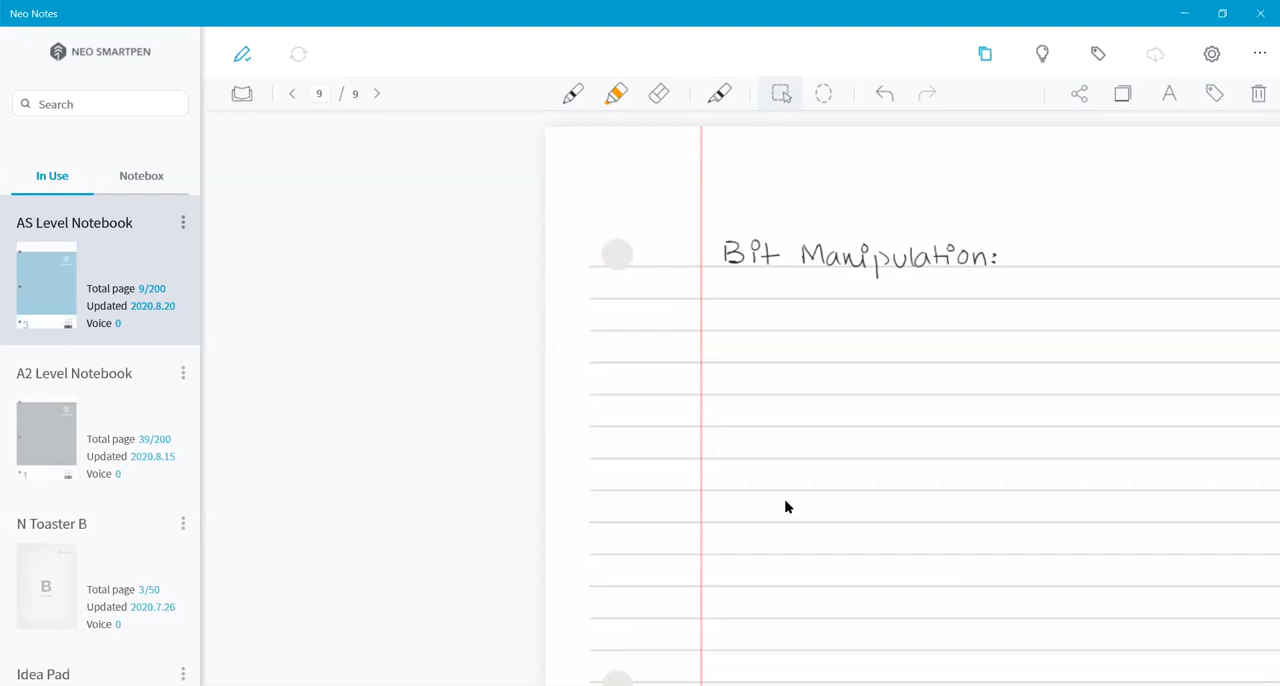 Neo Notes
NEO SMARTPEN
Search
9 / 9
In Use Notebox
AS Level Notebook
Total page 9/200
Updated 2020.8.20
Voice 0
3
A2 Level Notebook
Total page 39/200
Updated 2020.8.15
Voice 0
1
N Toaster B
B
Total page 3/50
Updated 2020.7.26
Voice 0
Idea Pad
Bit Manipulation: